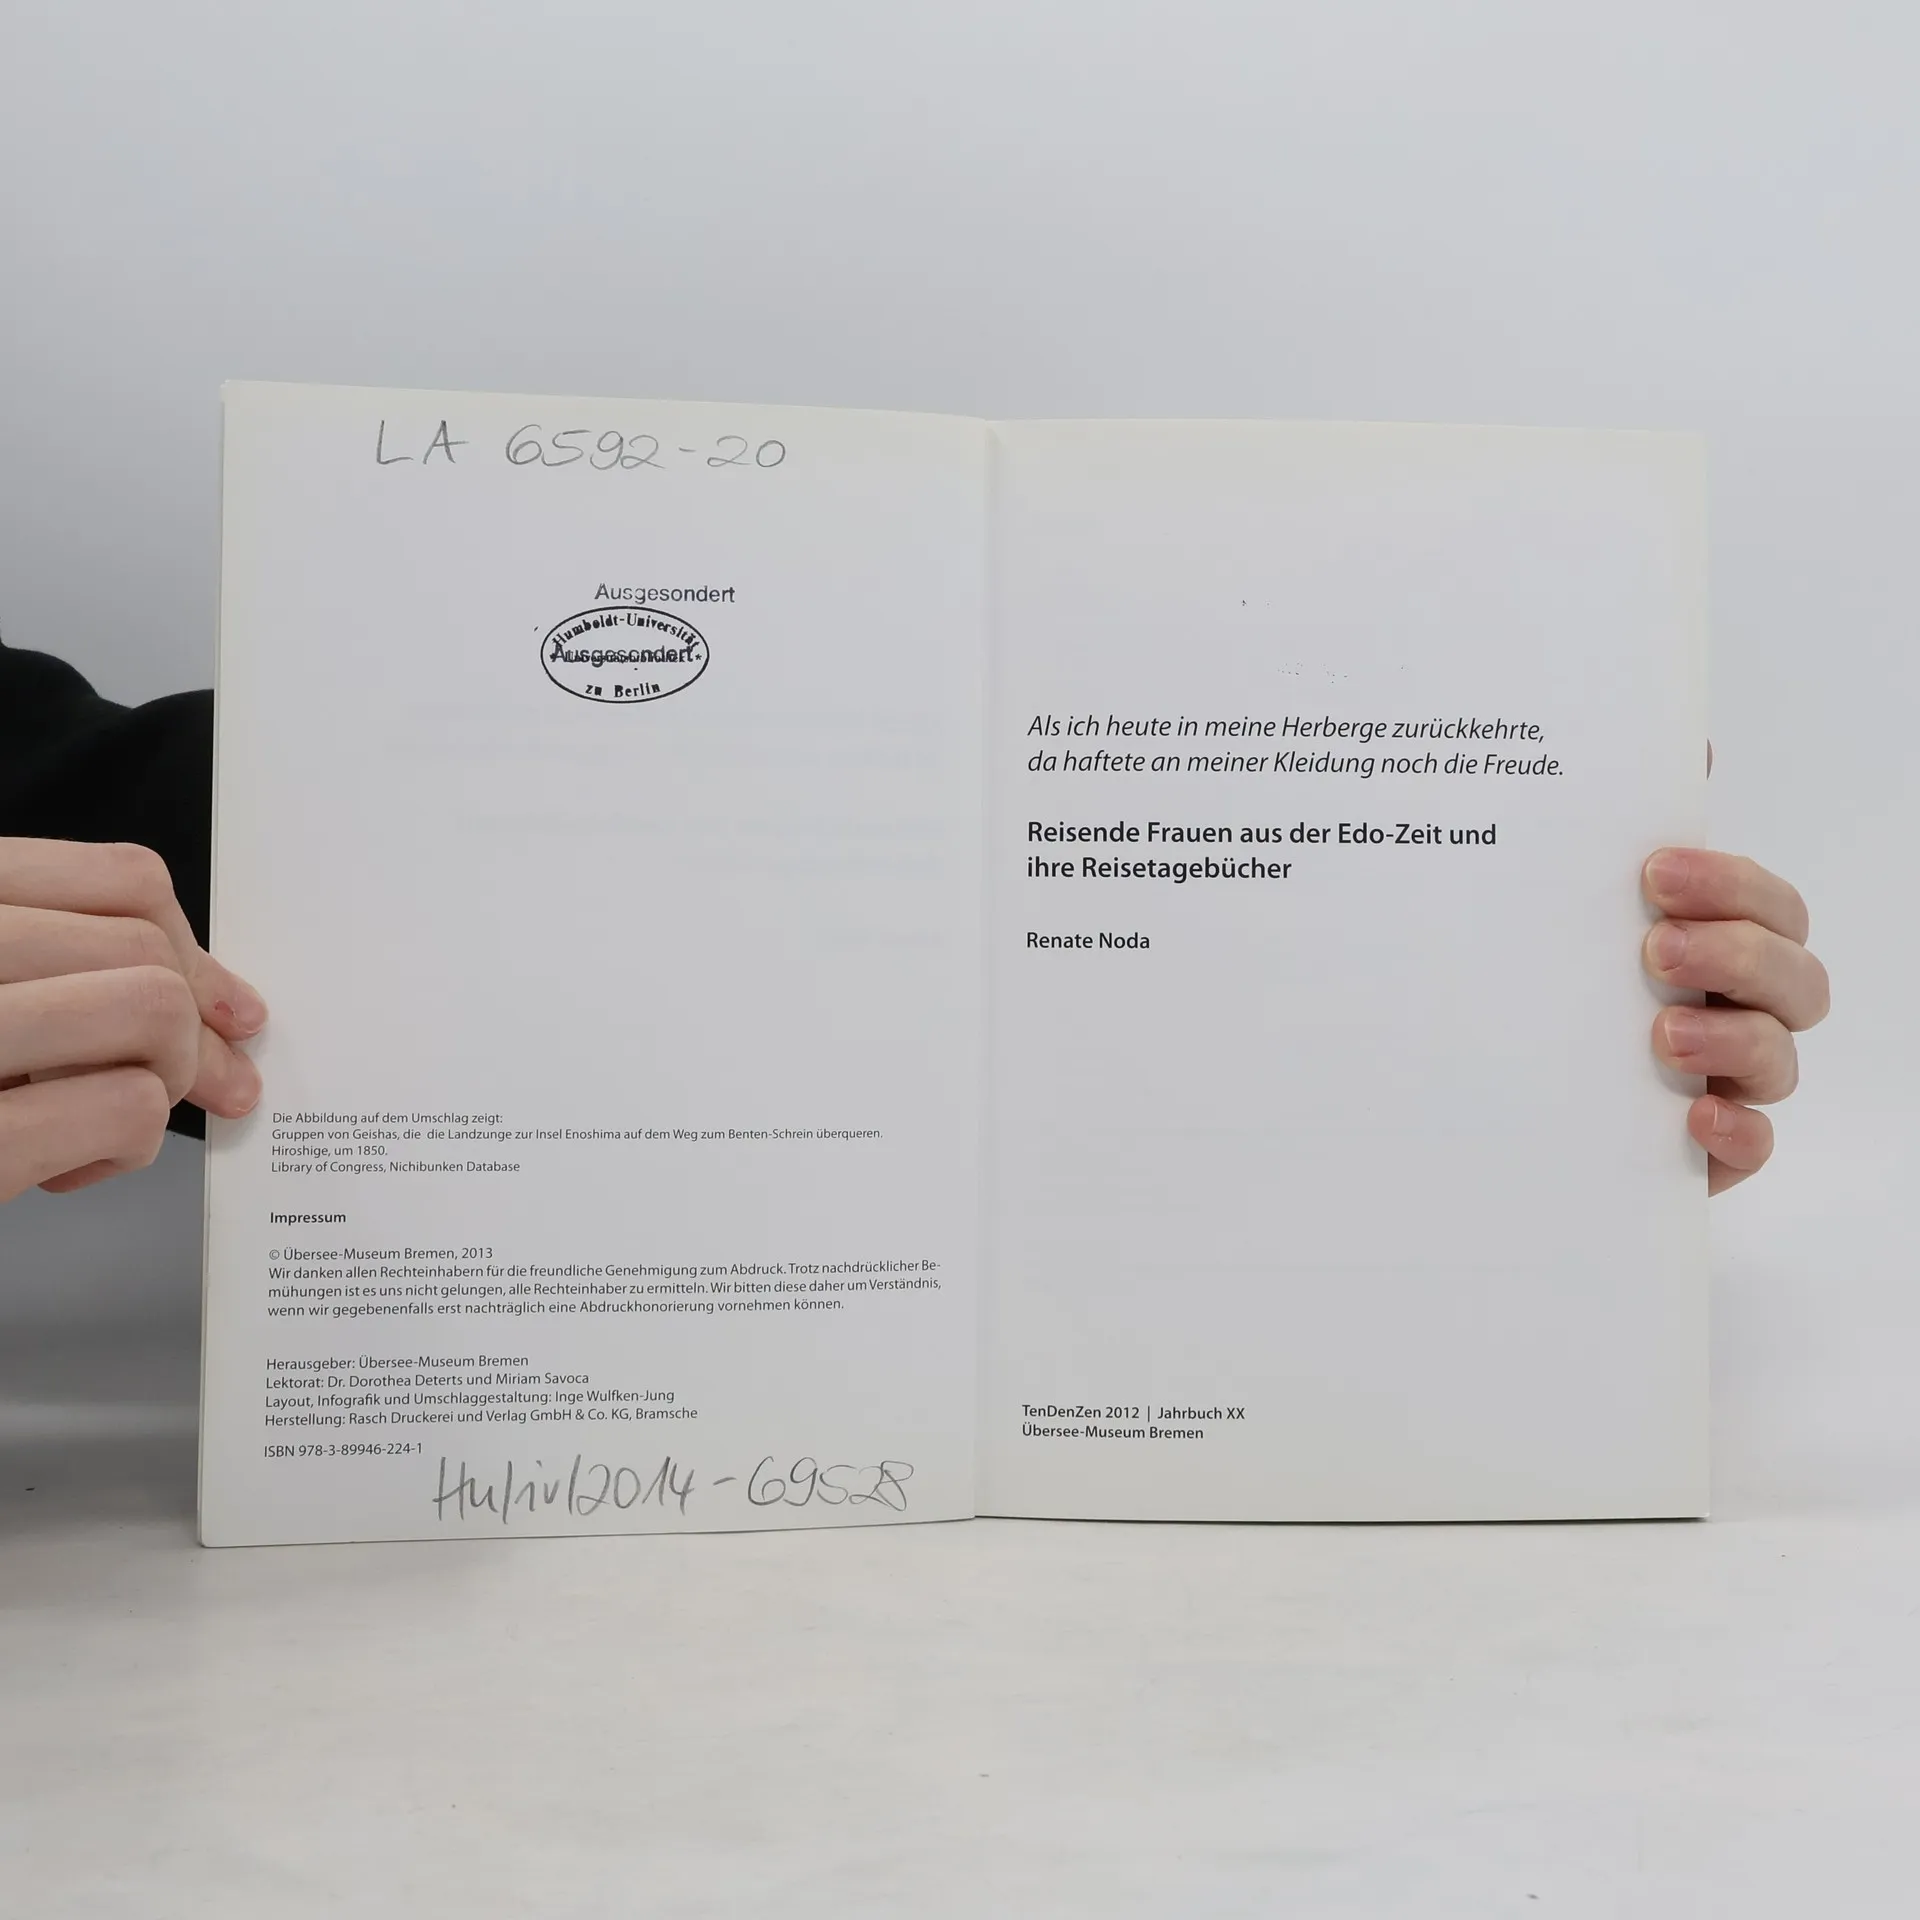 LA 6592-20
Ausgesondert
Humboldt-Universität
Ausgesondert
zu Berlin
Die Abbildung auf dem Umschlag zeigt:
Gruppen von Geishas, die  die Landzunge zur Insel Enoshima auf dem Weg zum Benten-Schrein überqueren.
Hiroshige, um 1850.
Library of Congress, Nichibunken Database
Impressum
© Übersee-Museum Bremen, 2013
Wir danken allen Rechteinhabern für die freundliche Genehmigung zum Abdruck. Trotz nachdrücklicher Be-
mühungen ist es uns nicht gelungen, alle Rechteinhaber zu ermitteln. Wir bitten diese daher um Verständnis,
wenn wir gegebenenfalls erst nachträglich eine Abdruckhonorierung vornehmen können.
Herausgeber: Übersee-Museum Bremen
Lektorat: Dr. Dorothea Deterts und Miriam Savoca
Layout, Infografik und Umschlaggestaltung: Inge Wulfken-Jung
Herstellung: Rasch Druckerei und Verlag GmbH & Co. KG, Bramsche
ISBN 978-3-89946-224-1
Hu/iv/2014-69528
Als ich heute in meine Herberge zurückkehrte,
da haftete an meiner Kleidung noch die Freude.
Reisende Frauen aus der Edo-Zeit und
ihre Reisetagebücher
Renate Noda
TenDenZen 2012 | Jahrbuch XX
Übersee-Museum Bremen